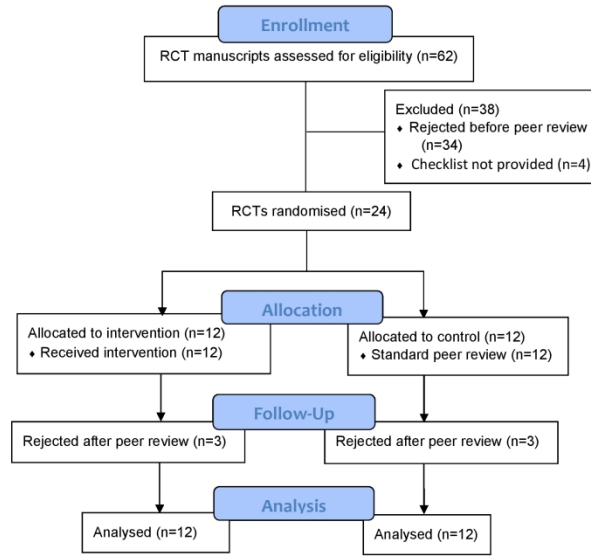 Enrollment
RCT manuscripts assessed for eligibility (n=62)
Excluded (n=38)
♦ Rejected before peer review
(n=34)
♦ Checklist not provided (n=4)
RCTs randomised (n=24)
Allocation
Allocated to intervention (n=12)
♦ Received intervention (n=12)
Allocated to control (n=12)
♦ Standard peer review (n=12)
Follow-Up
Rejected after peer review (n=3)
Rejected after peer review (n=3)
Analysis
Analysed (n=12)
Analysed (n=12)